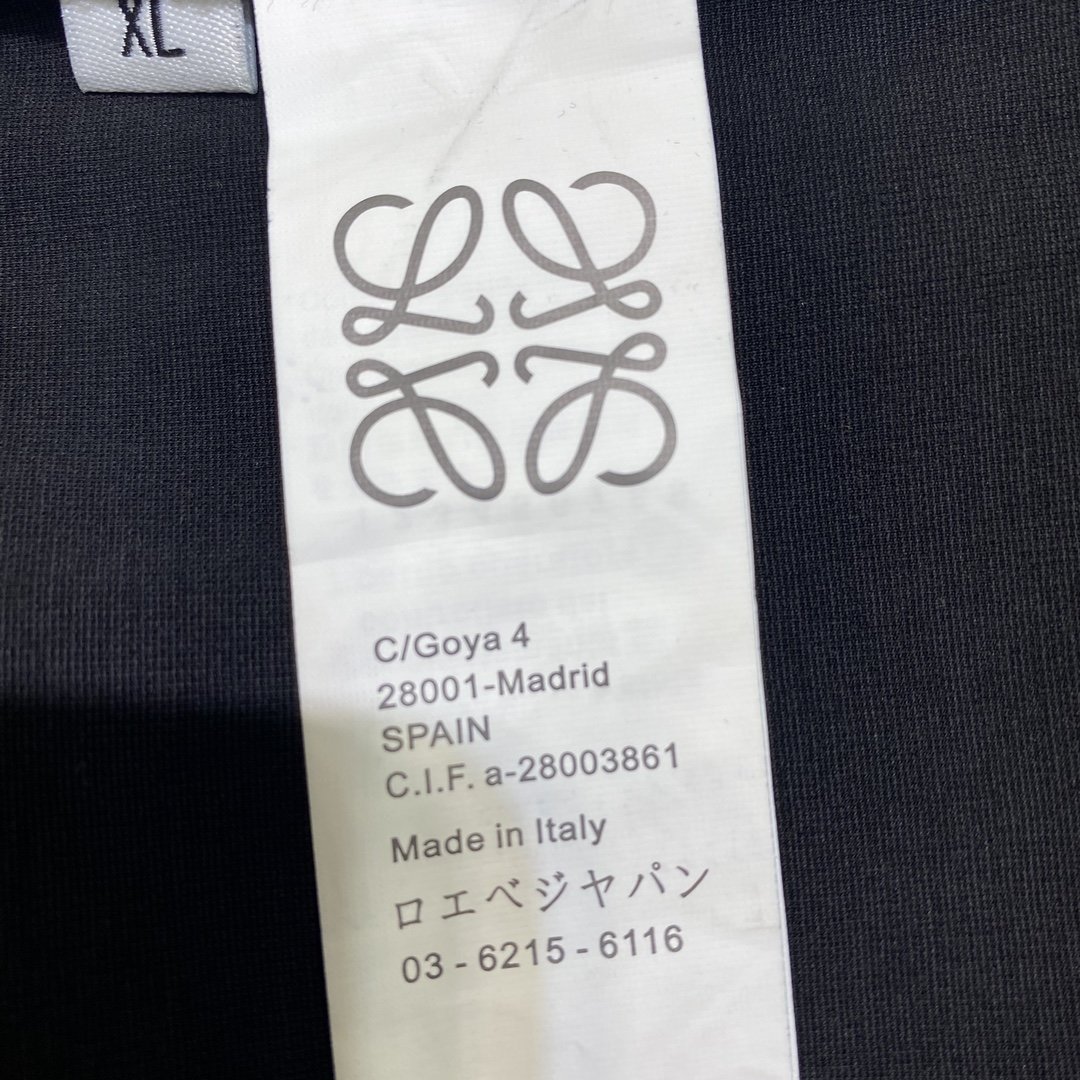 XL
C/Goya 4
28001-Madrid
SPAIN
C.I.F. a-28003861
Made in Italy
ロエベジヤパン
03 - 6215 - 6116